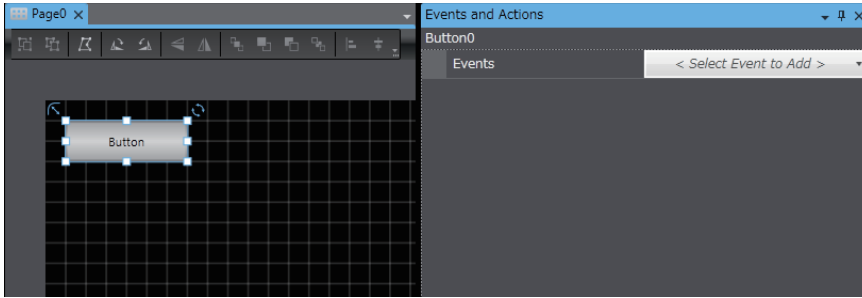 Page0
Button
Events and Actions
Button0
Events
< Select Event to Add >